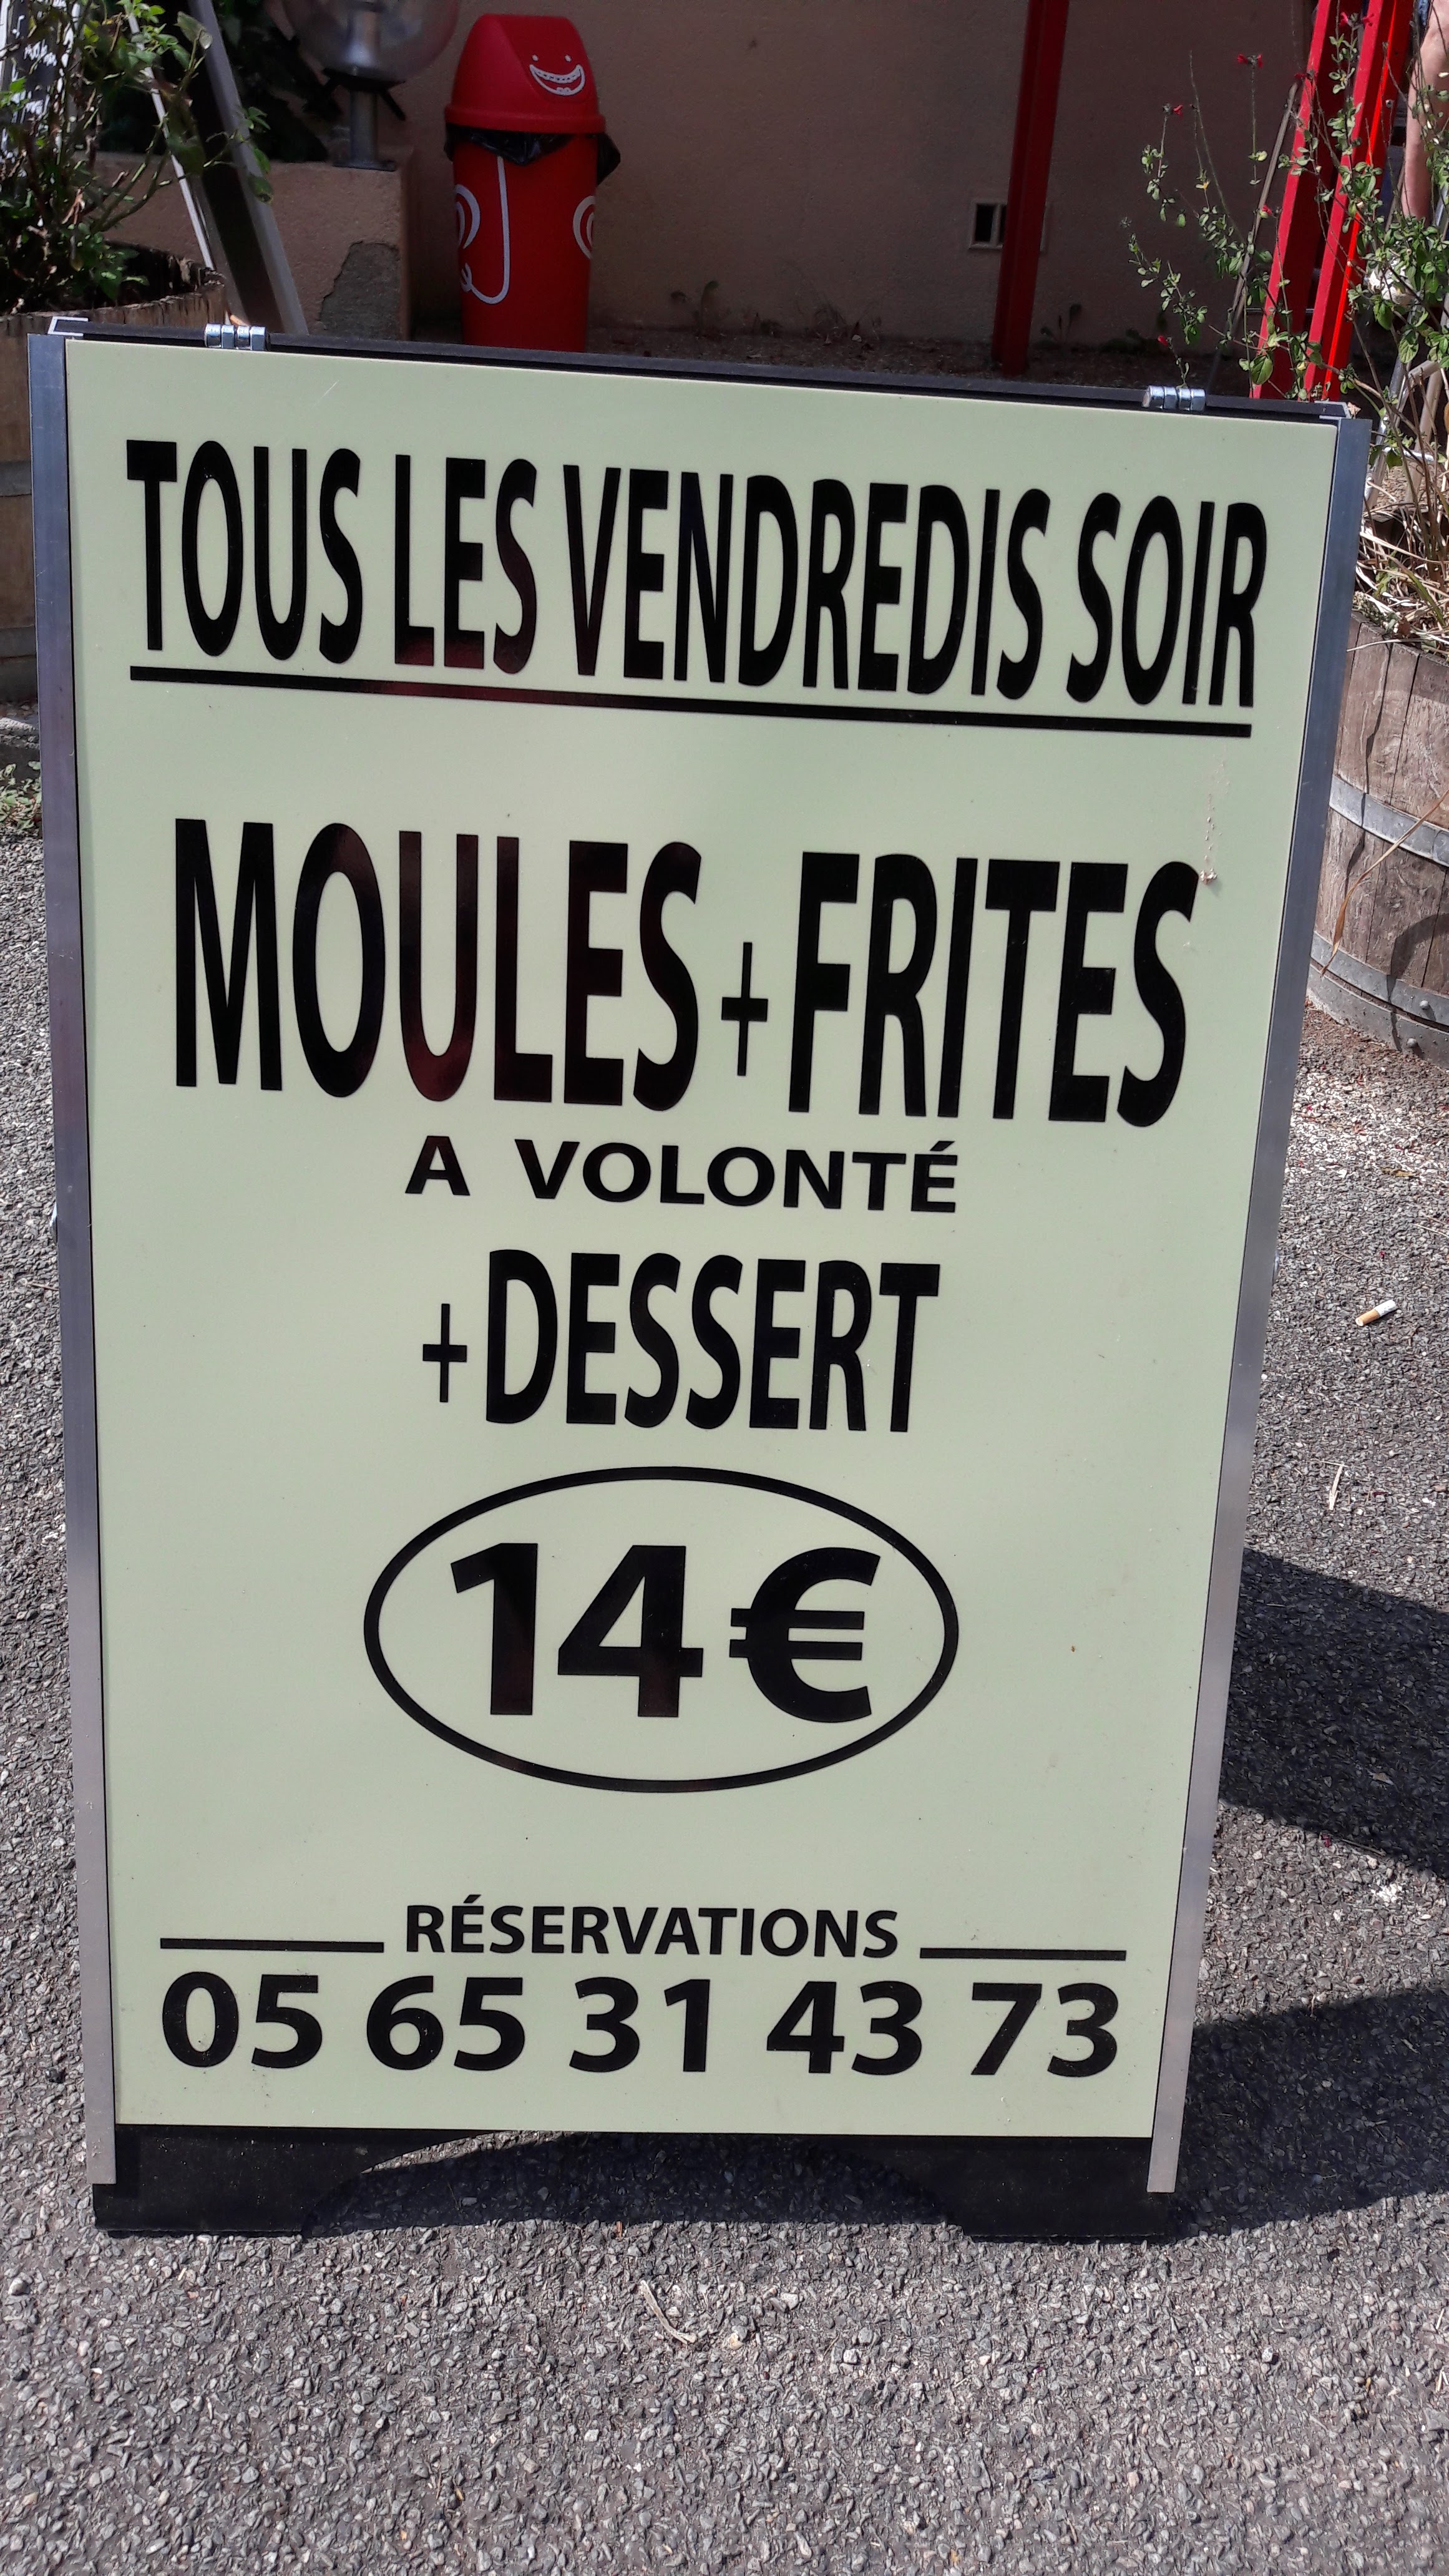 TOUS LES VENDREDIS SOIR
MOULES + FRITES
A VOLONTÉ
+ DESSERT
14€
RÉSERVATIONS
05 65 31 43 73